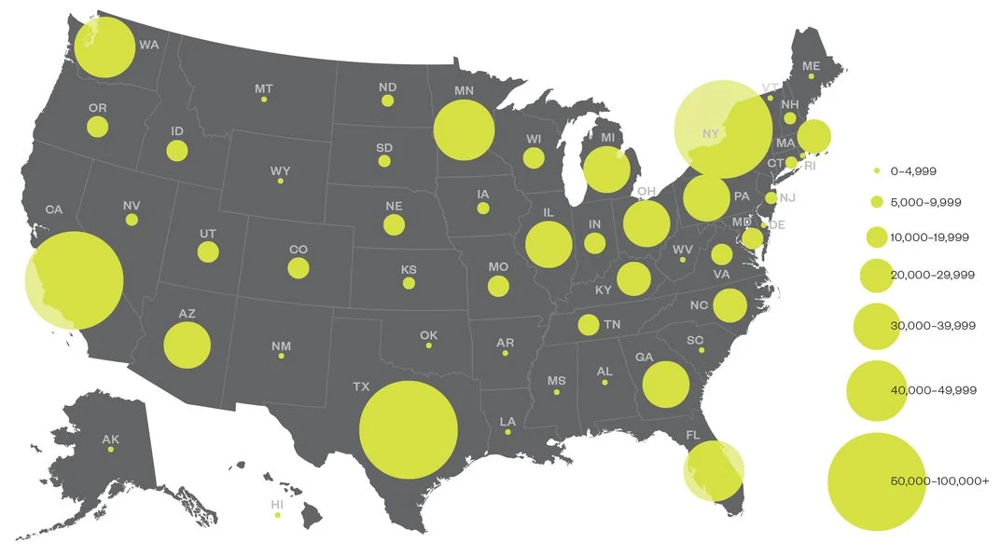 WA
MT
ND
MN
OR
ID
SD
WY
WI
MI
ME
VT
NH
NY
MA
CT
RI
CA
NV
UT
CO
NE
IA
IL
IN
OH
PA
NJ
MD
DE
WV
VA
KS
MO
KY
NC
TN
AZ
NM
OK
AR
SC
TX
MS
AL
GA
LA
FL
AK
HI
0–4,999
5,000–9,999
10,000–19,999
20,000–29,999
30,000–39,999
40,000–49,999
50,000–100,000+